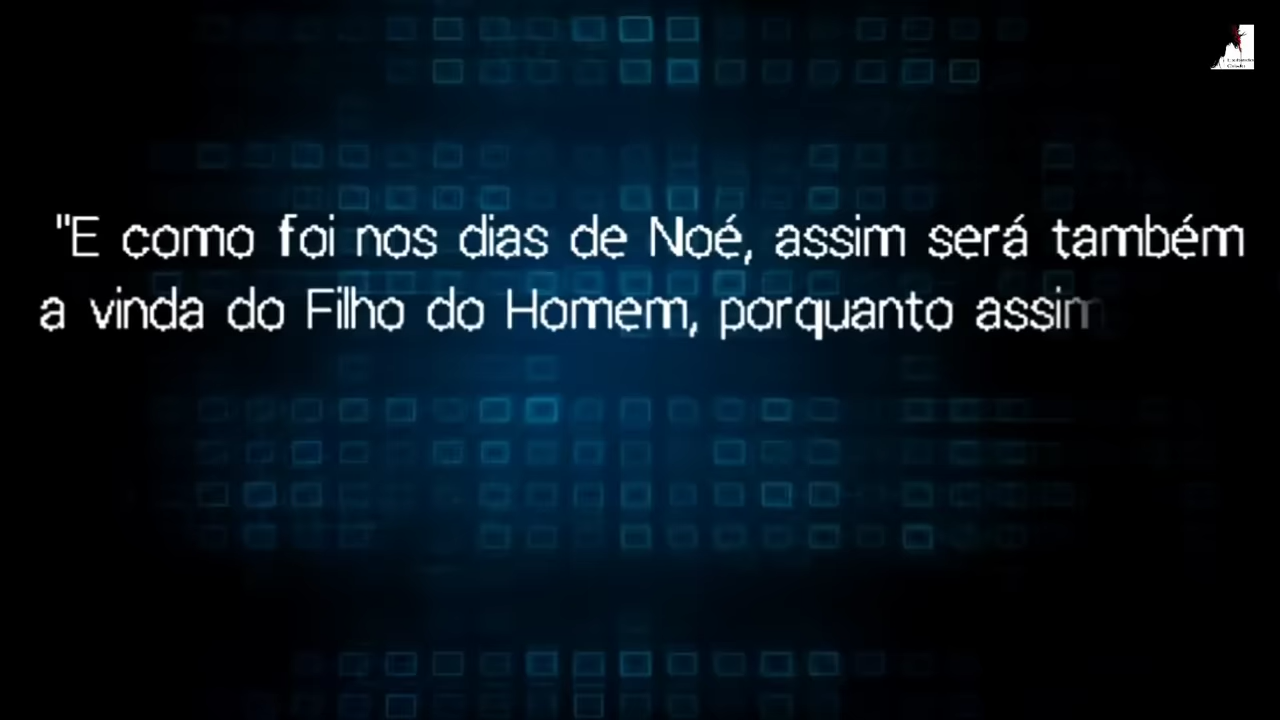 "E como foi nos dias de Noé, assim será também
a vinda do Filho do Homem, porquanto assim